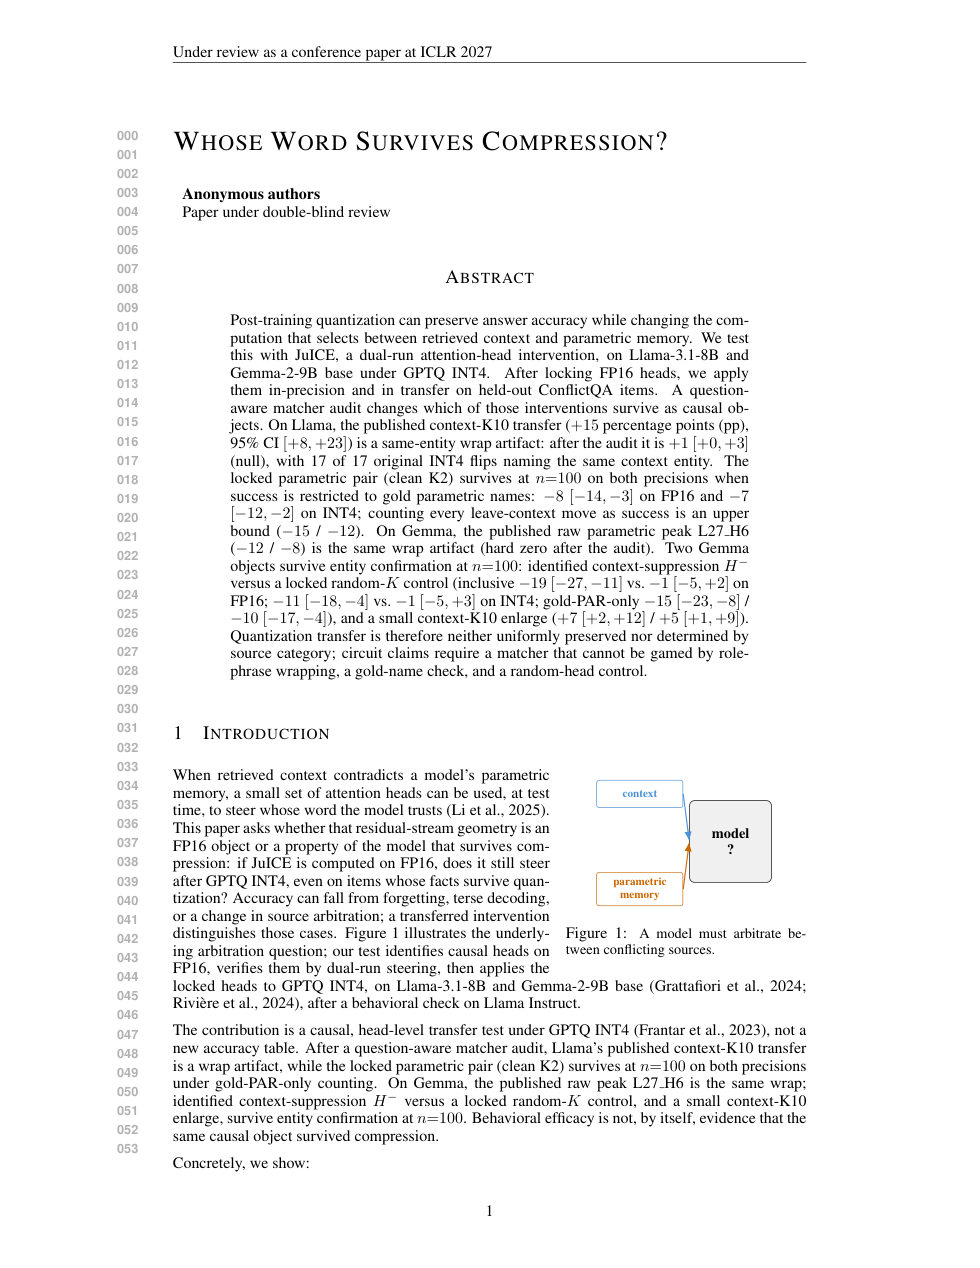 Under review as a conference paper at ICLR 2027
000
001
002
003
004
005
006
007
008
009
010
011
012
013
014
015
016
017
018
019
020
021
022
023
024
025
026
027
028
029
030
031
032
033
034
035
036
037
038
039
040
041
042
043
044
045
046
047
048
049
050
051
052
053
WHOSE WORD SURVIVES COMPRESSION?
Anonymous authors
Paper under double-blind review
ABSTRACT
Post-training quantization can preserve answer accuracy while changing the com-
putation that selects between retrieved context and parametric memory. We test
this with JuICE, a dual-run attention-head intervention, on Llama-3.1-8B and
Gemma-2-9B base under GPTQ INT4. After locking FP16 heads, we apply
them in-precision and in transfer on held-out ConflictQA items. A question-
aware matcher audit changes which of those interventions survive as causal ob-
jects. On Llama, the published context-K10 transfer (+15 percentage points (pp),
95% CI [+8, +23]) is a same-entity wrap artifact: after the audit it is +1 [+0, +3]
(null), with 17 of 17 original INT4 flips naming the same context entity. The
locked parametric pair (clean K2) survives at n=100 on both precisions when
success is restricted to gold parametric names: −8 [−14, −3] on FP16 and −7
[−12, −2] on INT4; counting every leave-context move as success is an upper
bound (−15 / −12). On Gemma, the published raw parametric peak L27_H6
(−12 / −8) is the same wrap artifact (hard zero after the audit). Two Gemma
objects survive entity confirmation at n=100: identified context-suppression H−
versus a locked random-K control (inclusive −19 [−27, −11] vs. −1 [−5, +2] on
FP16; −11 [−18, −4] vs. −1 [−5, +3] on INT4; gold-PAR-only −15 [−23, −8] /
−10 [−17, −4]), and a small context-K10 enlarge (+7 [+2, +12] / +5 [+1, +9]).
Quantization transfer is therefore neither uniformly preserved nor determined by
source category; circuit claims require a matcher that cannot be gamed by role-
phrase wrapping, a gold-name check, and a random-head control.
1 INTRODUCTION
When retrieved context contradicts a model's parametric
memory, a small set of attention heads can be used, at test
time, to steer whose word the model trusts (Li et al., 2025).
This paper asks whether that residual-stream geometry is an
FP16 object or a property of the model that survives com-
pression: if JuICE is computed on FP16, does it still steer
after GPTQ INT4, even on items whose facts survive quan-
tization? Accuracy can fall from forgetting, terse decoding,
or a change in source arbitration; a transferred intervention
distinguishes those cases. Figure 1 illustrates the underly-
ing arbitration question; our test identifies causal heads on
FP16, verifies them by dual-run steering, then applies the
locked heads to GPTQ INT4, on Llama-3.1-8B and Gemma-2-9B base (Grattafiori et al., 2024;
Rivière et al., 2024), after a behavioral check on Llama Instruct.
context
parametric
memory
model
?
Figure 1: A model must arbitrate be-
tween conflicting sources.
The contribution is a causal, head-level transfer test under GPTQ INT4 (Frantar et al., 2023), not a
new accuracy table. After a question-aware matcher audit, Llama's published context-K10 transfer
is a wrap artifact, while the locked parametric pair (clean K2) survives at n=100 on both precisions
under gold-PAR-only counting. On Gemma, the published raw peak L27_H6 is the same wrap;
identified context-suppression H− versus a locked random-K control, and a small context-K10
enlarge, survive entity confirmation at n=100. Behavioral efficacy is not, by itself, evidence that the
same causal object survived compression.
Concretely, we show:
1